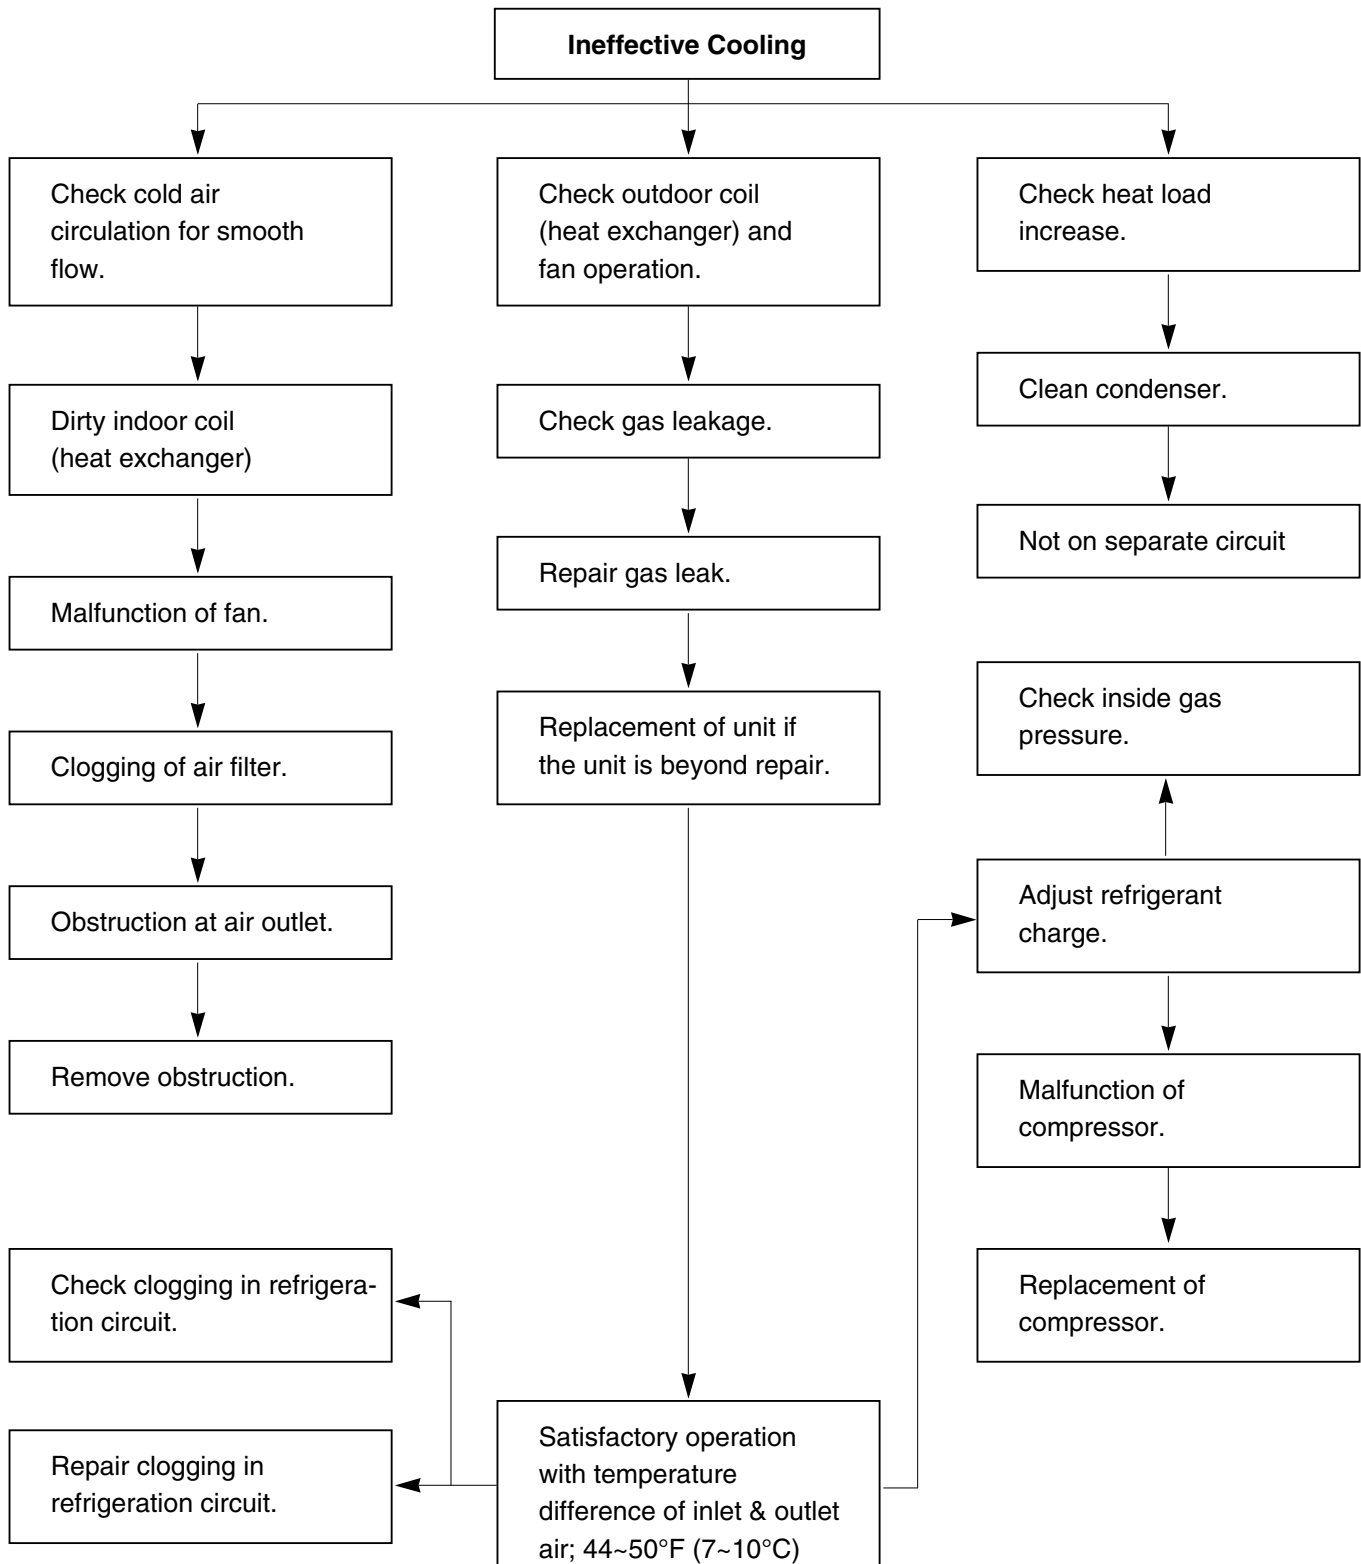 Ineffective Cooling
Check cold air
circulation for smooth
flow.
Dirty indoor coil
(heat exchanger)
Malfunction of fan.
Clogging of air filter.
Obstruction at air outlet.
Remove obstruction.
Check outdoor coil
(heat exchanger) and
fan operation.
Check gas leakage.
Repair gas leak.
Replacement of unit if
the unit is beyond repair.
Check heat load
increase.
Clean condenser.
Not on separate circuit
Check inside gas
pressure.
Adjust refrigerant
charge.
Malfunction of
compressor.
Replacement of
compressor.
Check clogging in refrigera-
tion circuit.
Repair clogging in
refrigeration circuit.
Satisfactory operation
with temperature
difference of inlet & outlet
air; 44~50°F (7~10°C)